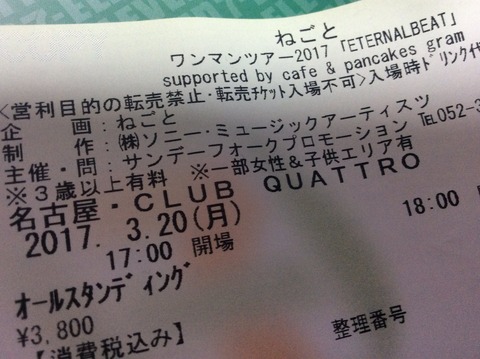 ねごと
ワンマンツアー2017「ETERNALBEAT」
supported by cafe & pancakes gram
<営利目的の転売禁止・転売ﾁｹｯﾄ入場不可>入場時ﾄﾞﾘﾝｸ代
企　画:ねごと
制　作:㈱ソニー・ミュージックアーティスツ
主催・問:サンデーフォークプロモーション ℡052-3
※３歳以上有料　※一部女性＆子供エリア有
名古屋・ＣＬＵＢ　ＱＵＡＴＴＲＯ
2017. 3.20(月)
17:00 開場　18:00
ｵｰﾙｽﾀﾝﾃﾞｨﾝｸﾞ
¥3,800　整理番号
【消費税込み】